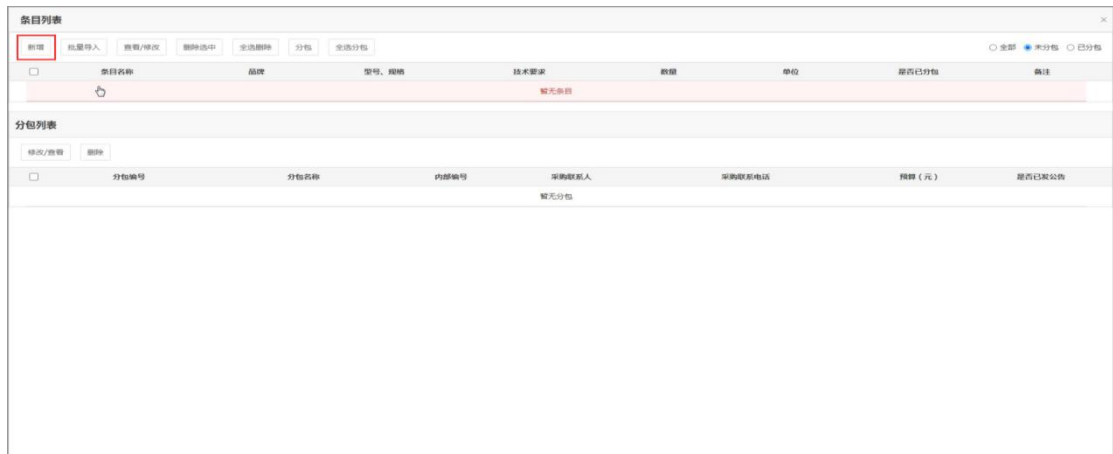 条目列表 ×
新增 批量导入 查看/修改 删除选中 全选删除 分包 全选分包 全部 未分包 已分包
条目名称 品牌 型号、规格 技术要求 数量 单位 是否已分包 备注
暂无条目
分包列表
修改/查看 删除
分包编号 分包名称 内部编号 采购联系人 采购联系电话 预算（元） 是否已发公告
暂无分包